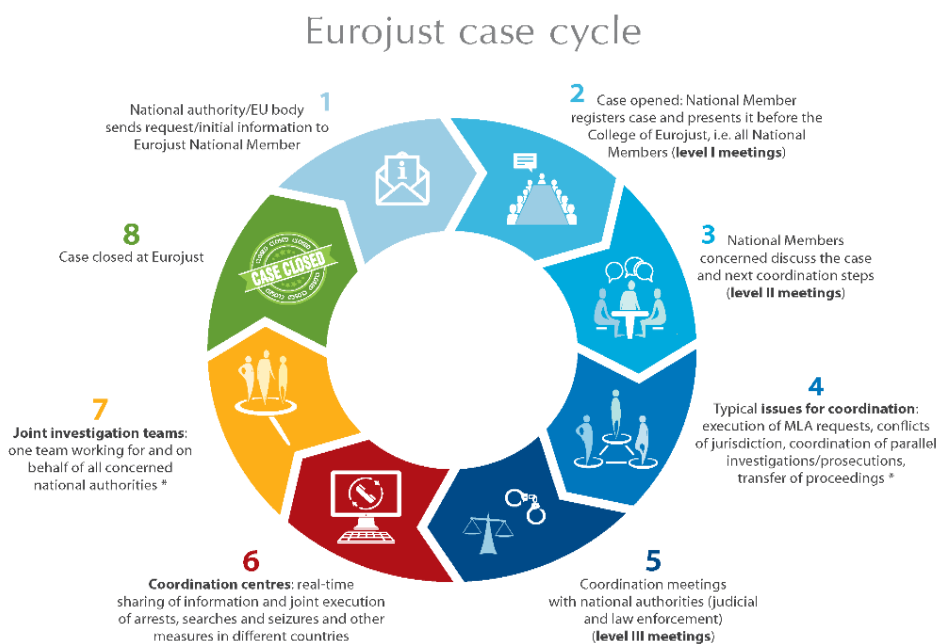 Eurojust case cycle
1
National authority/EU body
sends request/initial information to
Eurojust National Member
2
Case opened: National Member
registers case and presents it before the
College of Eurojust, i.e. all National
Members (level I meetings)
3
National Members
concerned discuss the case
and next coordination steps
(level II meetings)
4
Typical issues for coordination:
execution of MLA requests, conflicts
of jurisdiction, coordination of parallel
investigations/prosecutions,
transfer of proceedings *
5
Coordination meetings
with national authorities (judicial
and law enforcement)
(level III meetings)
6
Coordination centres: real-time
sharing of information and joint execution
of arrests, searches and seizures and other
measures in different countries
7
Joint investigation teams:
one team working for and on
behalf of all concerned
national authorities *
8
Case closed at Eurojust
CLOSED CLOSED CLOSED
CASE CLOSED
CLOSED CLOSED CLOSED